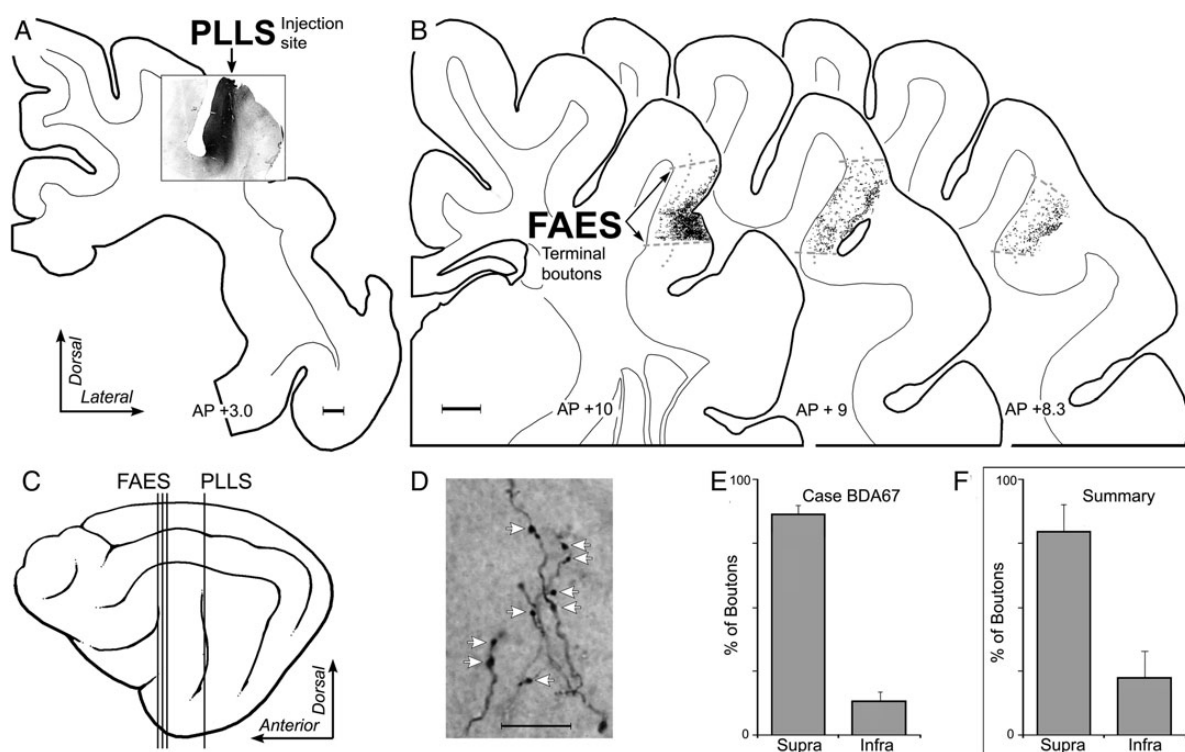 A
PLLS Injection
site
Dorsal
Lateral
AP +3.0
B
FAES
Terminal
boutons
AP +10
AP + 9
AP +8.3
C
FAES
PLLS
Dorsal
Anterior
D
E
100
Case BDA67
% of Boutons
0
Supra
Infra
F
100
Summary
% of Boutons
0
Supra
Infra